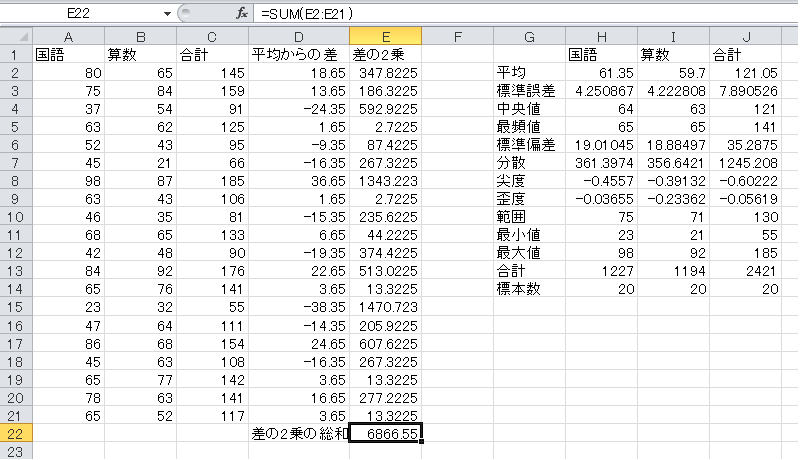 E22 fx =SUM(E2:E21)
A B C D E F G H I J
1 国語 算数 合計 平均からの差 差の2乗 国語 算数 合計
2 80 65 145 18.65 347.8225 平均 61.35 59.7 121.05
3 75 84 159 13.65 186.3225 標準誤差 4.250867 4.222808 7.890526
4 37 54 91 -24.35 592.9225 中央値 64 63 121
5 63 62 125 1.65 2.7225 最頻値 65 65 141
6 52 43 95 -9.35 87.4225 標準偏差 19.01045 18.88497 35.2875
7 45 21 66 -16.35 267.3225 分散 361.3974 356.6421 1245.208
8 98 87 185 36.65 1343.223 尖度 -0.4557 -0.39132 -0.60222
9 63 43 106 1.65 2.7225 歪度 -0.03655 -0.23362 -0.05619
10 46 35 81 -15.35 235.6225 範囲 75 71 130
11 68 65 133 6.65 44.2225 最小値 23 21 55
12 42 48 90 -19.35 374.4225 最大値 98 92 185
13 84 92 176 22.65 513.0225 合計 1227 1194 2421
14 65 76 141 3.65 13.3225 標本数 20 20 20
15 23 32 55 -38.35 1470.723
16 47 64 111 -14.35 205.9225
17 86 68 154 24.65 607.6225
18 45 63 108 -16.35 267.3225
19 65 77 142 3.65 13.3225
20 78 63 141 16.65 277.2225
21 65 52 117 3.65 13.3225
22 差の2乗の総和 6866.55
23